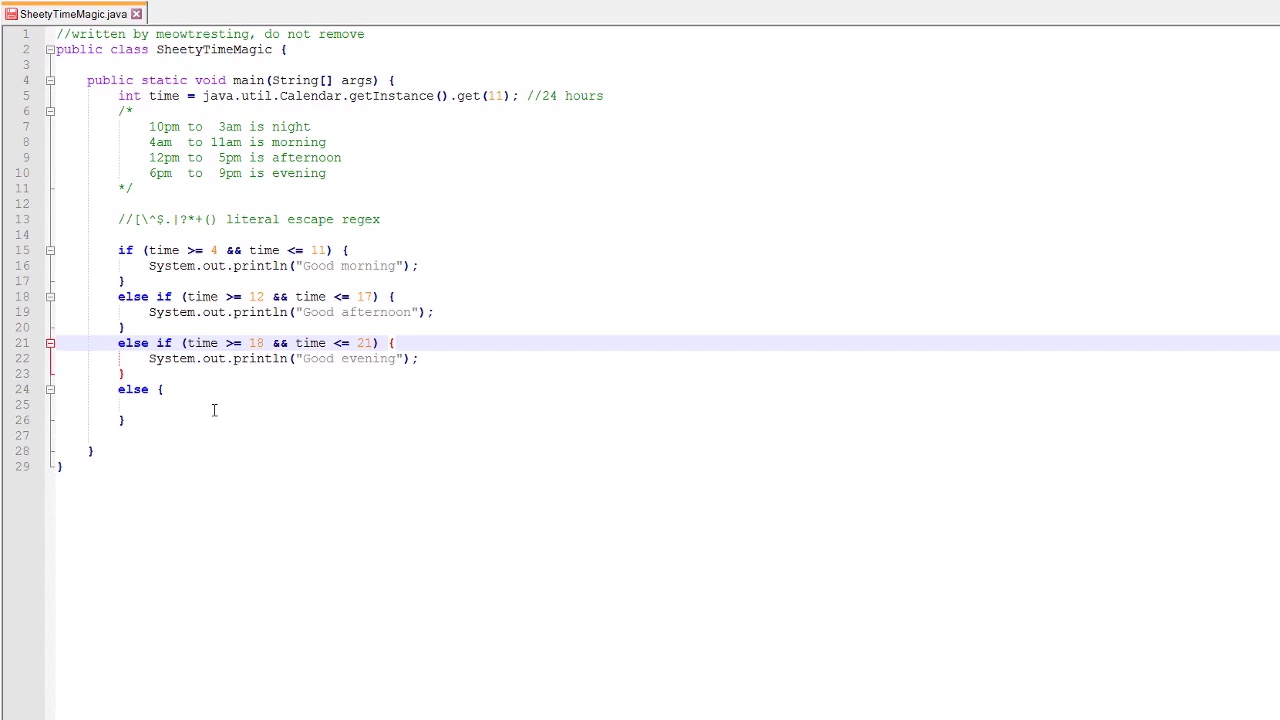 SheetyTimeMagic.java
1 //written by meowtresting, do not remove
2 public class SheetyTimeMagic {
3
4 public static void main(String[] args) {
5 int time = java.util.Calendar.getInstance().get(11); //24 hours
6 /*
7 10pm to 3am is night
8 4am to 11am is morning
9 12pm to 5pm is afternoon
10 6pm to 9pm is evening
11 */
12
13 //[\^$.|?*+() literal escape regex
14
15 if (time >= 4 && time <= 11) {
16 System.out.println("Good morning");
17 }
18 else if (time >= 12 && time <= 17) {
19 System.out.println("Good afternoon");
20 }
21 else if (time >= 18 && time <= 21) {
22 System.out.println("Good evening");
23 }
24 else {
25
26 }
27
28 }
29 }